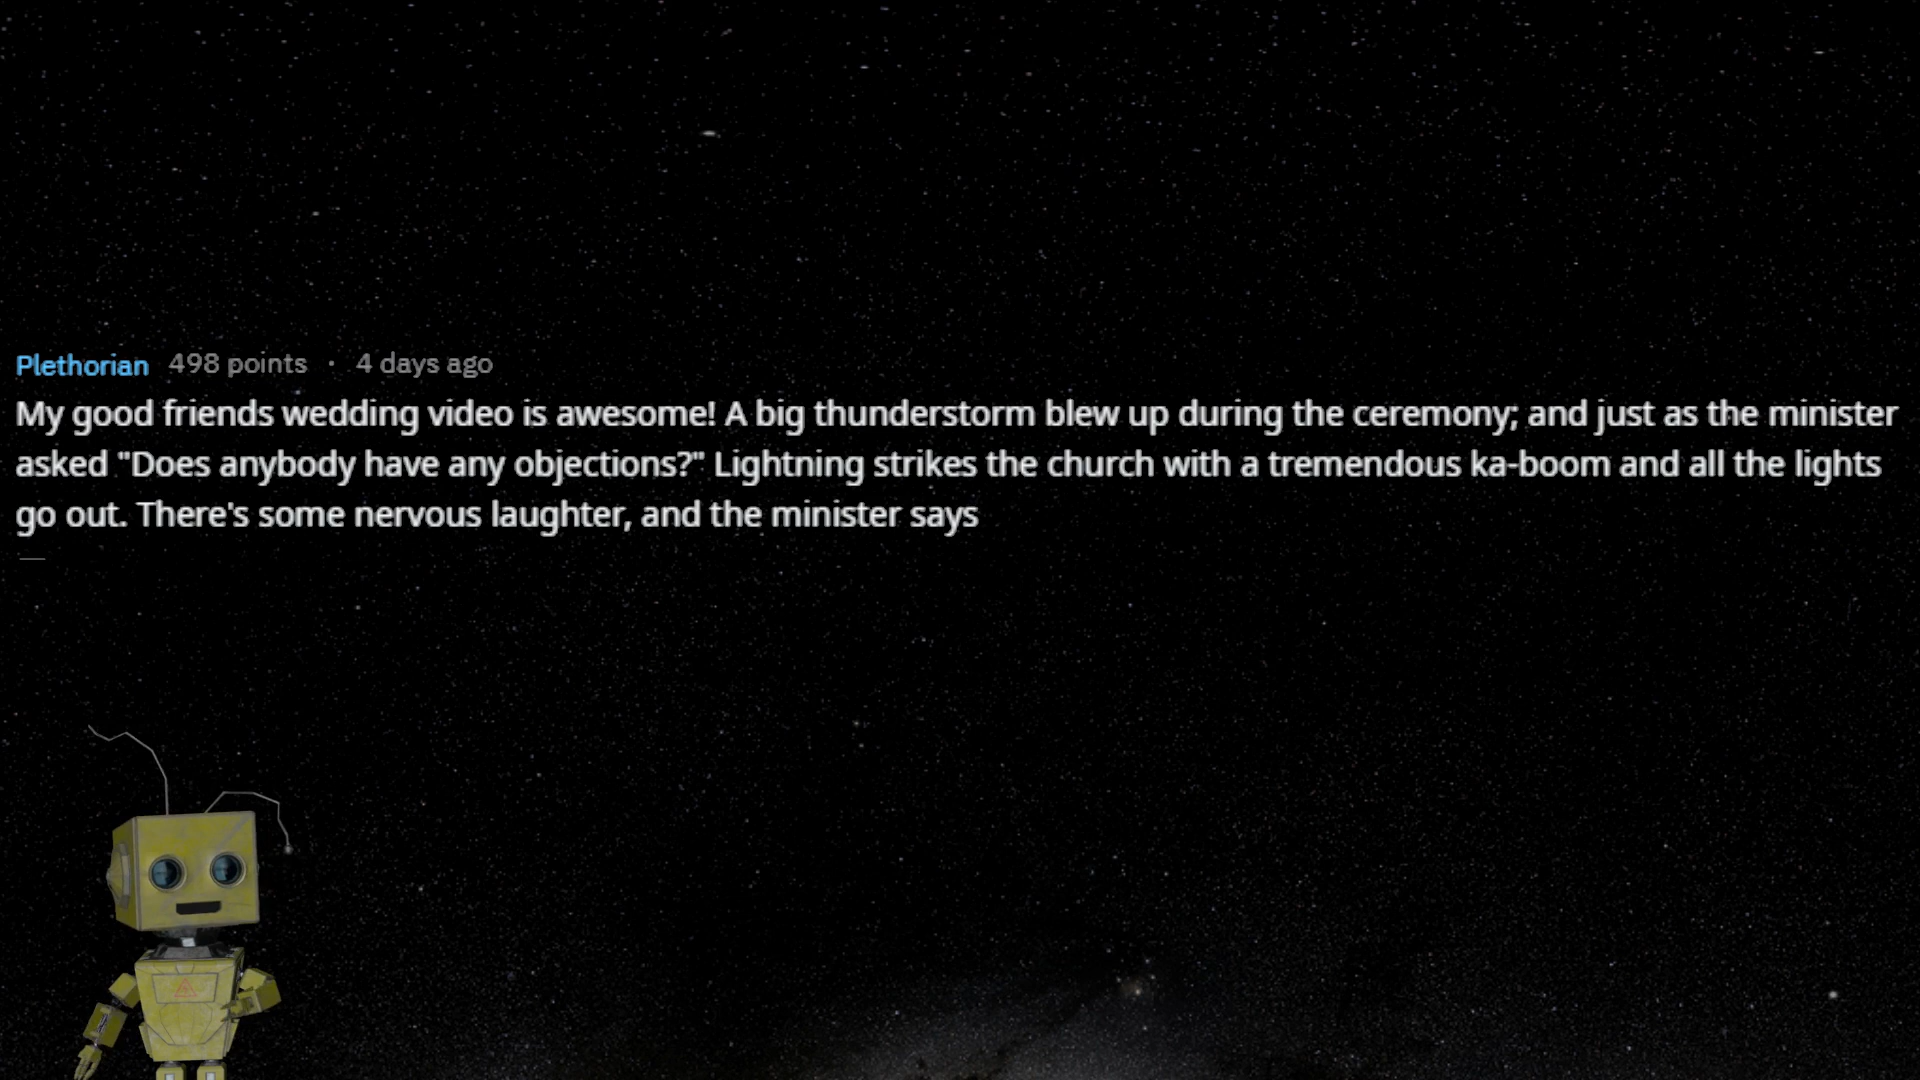 Plethorian 498 points · 4 days ago
My good friends wedding video is awesome! A big thunderstorm blew up during the ceremony; and just as the minister
asked "Does anybody have any objections?" Lightning strikes the church with a tremendous ka-boom and all the lights
go out. There's some nervous laughter, and the minister says